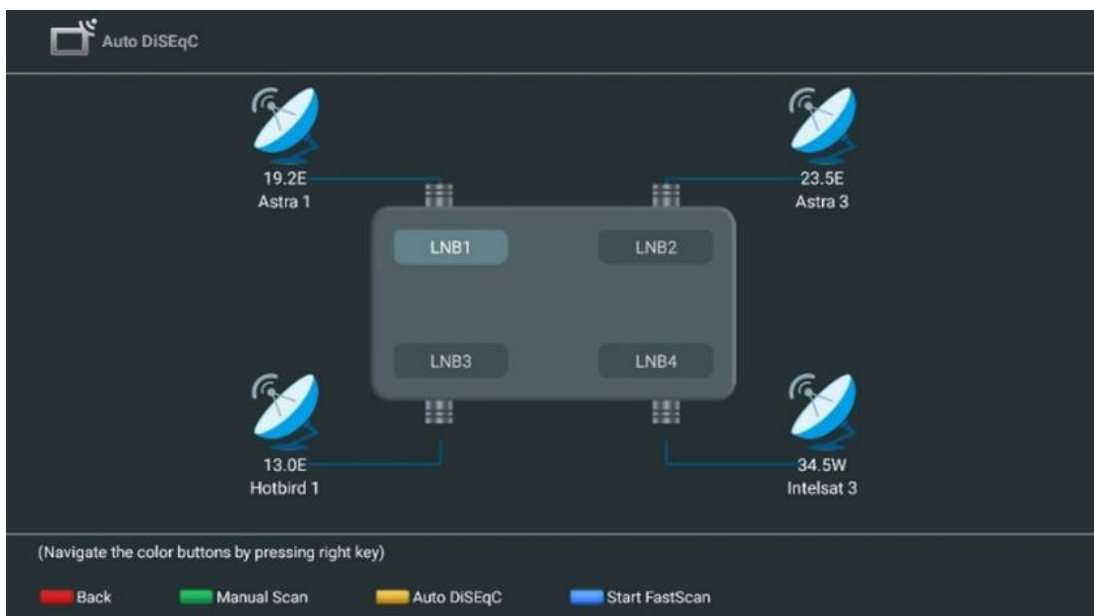 Auto DiSEqC
19.2E
Astra 1
23.5E
Astra 3
LNB1
LNB2
LNB3
LNB4
13.0E
Hotbird 1
34.5W
Intelsat 3
(Navigate the color buttons by pressing right key)
Back
Manual Scan
Auto DiSEqC
Start FastScan